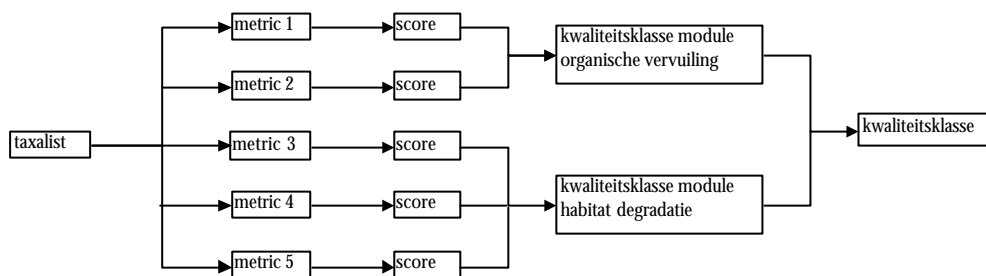 metric 1
score
kwaliteitsklasse module
organische vervuiling
metric 2
score
taxalist
metric 3
score
kwaliteitsklasse
kwaliteitsklasse module
habitat degradatie
metric 4
score
metric 5
score